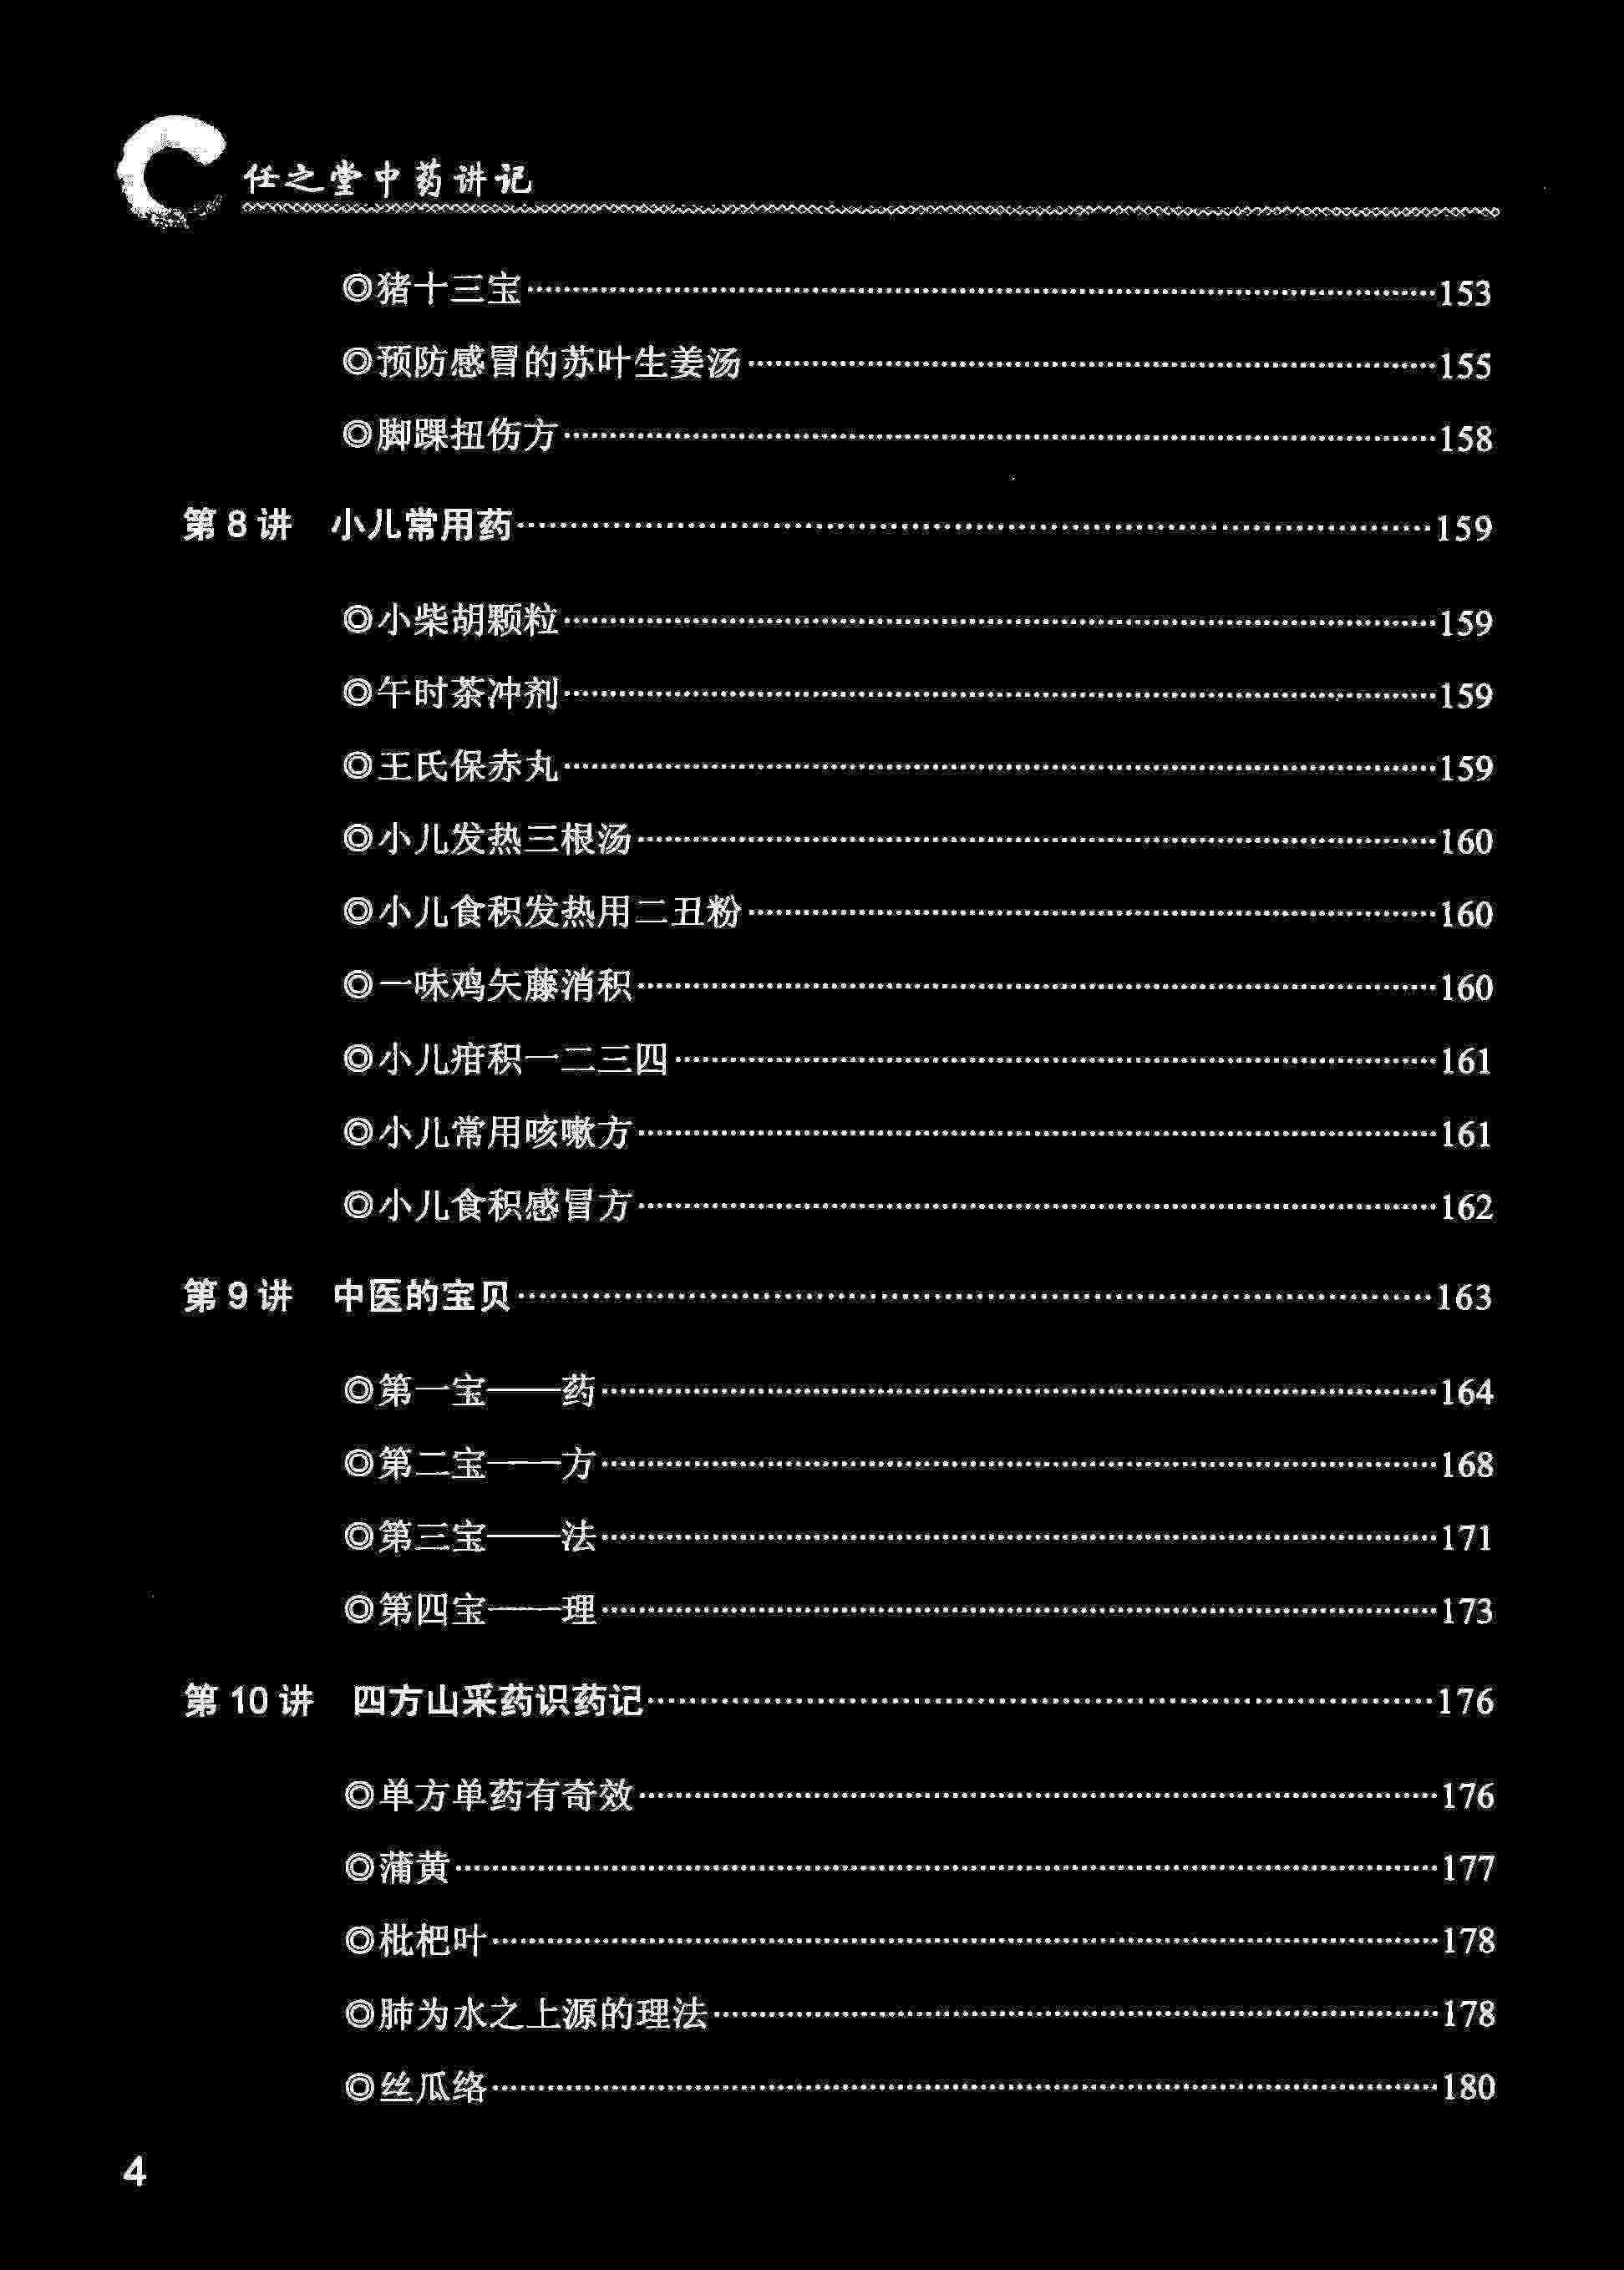 任之堂中药讲记
◎猪十三宝……153
◎预防感冒的苏叶生姜汤……155
◎脚踝扭伤方……158
第8讲 小儿常用药……159
◎小柴胡颗粒……159
◎午时茶冲剂……159
◎王氏保赤丸……159
◎小儿发热三根汤……160
◎小儿食积发热用二丑粉……160
◎一味鸡矢藤消积……160
◎小儿疳积一二三四……161
◎小儿常用咳嗽方……161
◎小儿食积感冒方……162
第9讲 中医的宝贝……163
◎第一宝——药……164
◎第二宝——方……168
◎第三宝——法……171
◎第四宝——理……173
第10讲 四方山采药识药记……176
◎单方单药有奇效……176
◎蒲黄……177
◎枇杷叶……178
◎肺为水之上源的理法……178
◎丝瓜络……180
4